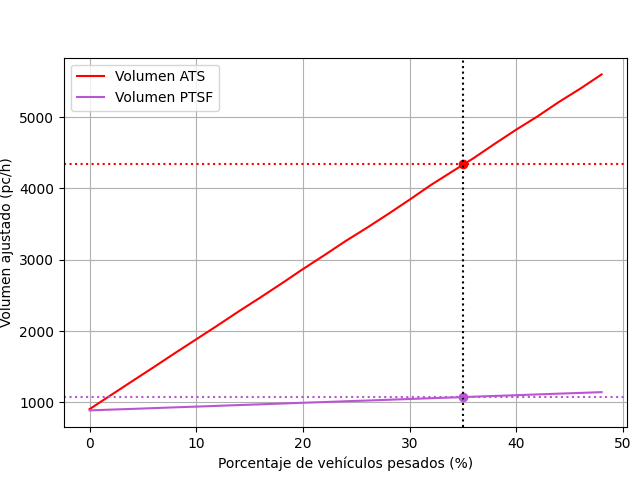 Volumen ATS
Volumen PTSF
Volumen ajustado (pc/h)
5000
4000
3000
2000
1000
0 10 20 30 40 50
Porcentaje de vehículos pesados (%)